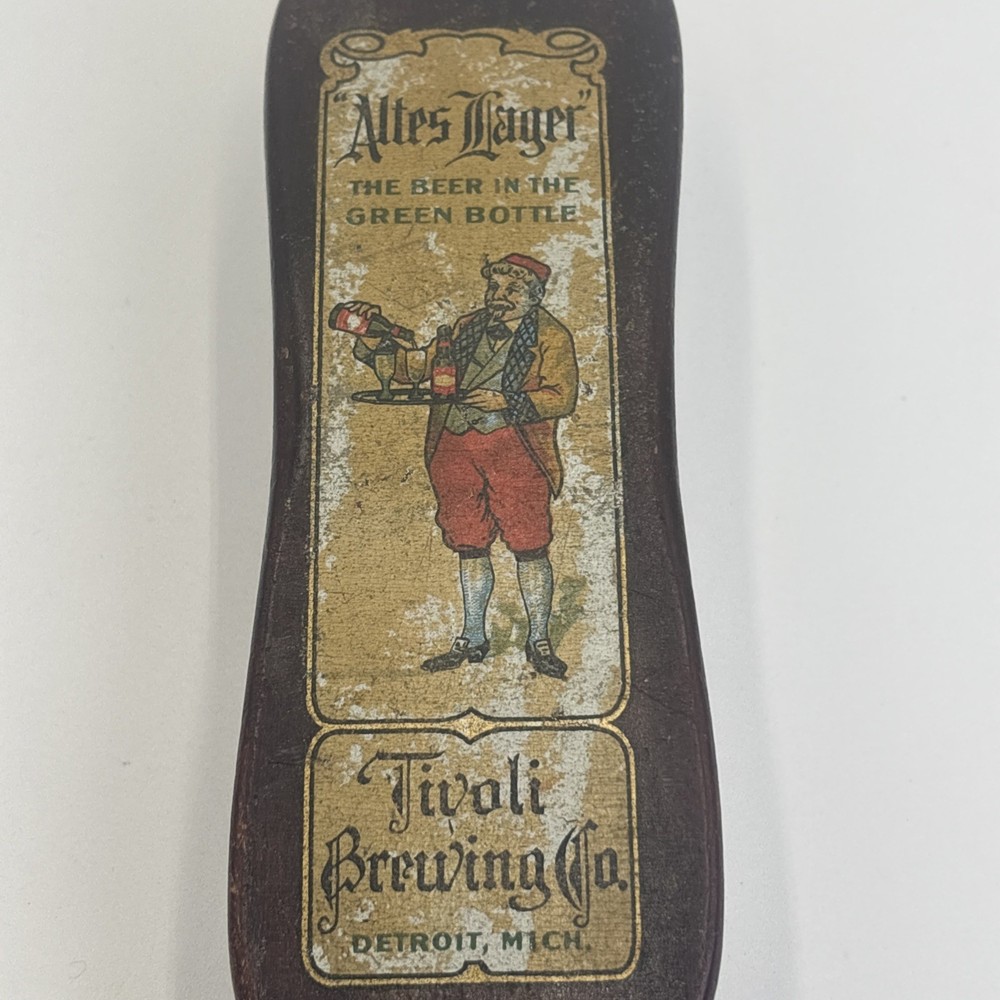 "Altes Lager"
THE BEER IN THE
GREEN BOTTLE
Tivoli
Brewing Co.
DETROIT, MICH.